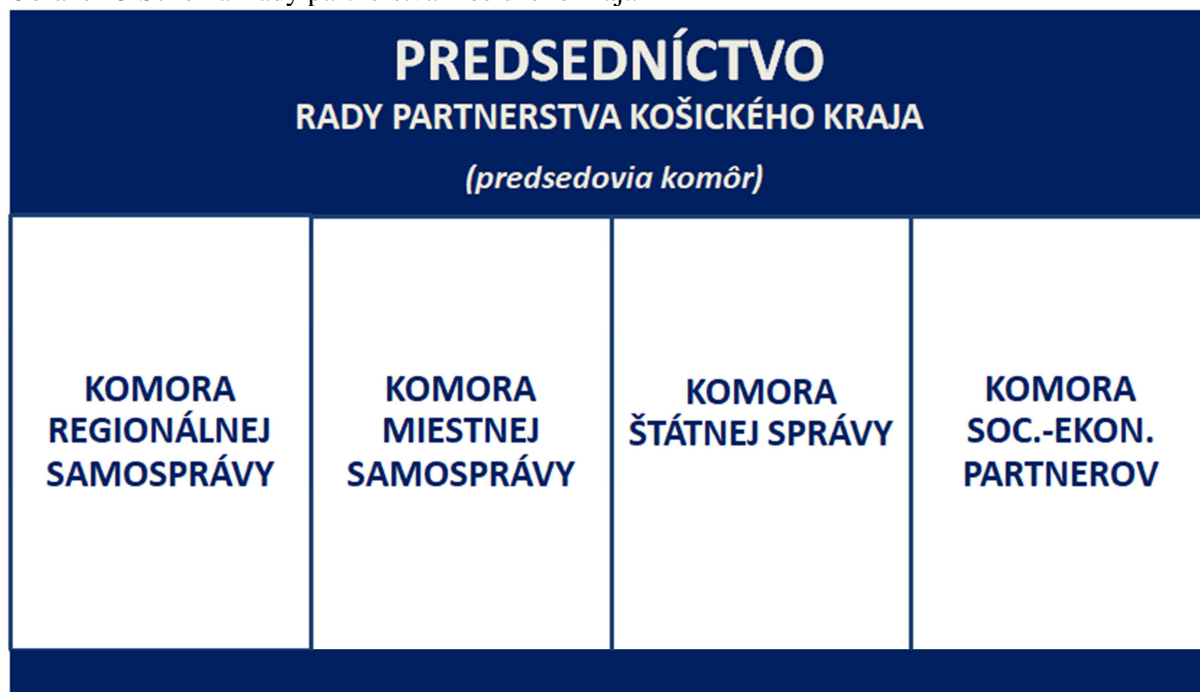 PREDSEDNÍCTVO
RADY PARTNERSTVA KOŠICKÉHO KRAJA
(predsedovia komôr)
KOMORA
REGIONÁLNEJ
SAMOSPRÁVY
KOMORA
MIESTNEJ
SAMOSPRÁVY
KOMORA
ŠTÁTNEJ SPRÁVY
KOMORA
SOC.-EKON.
PARTNEROV